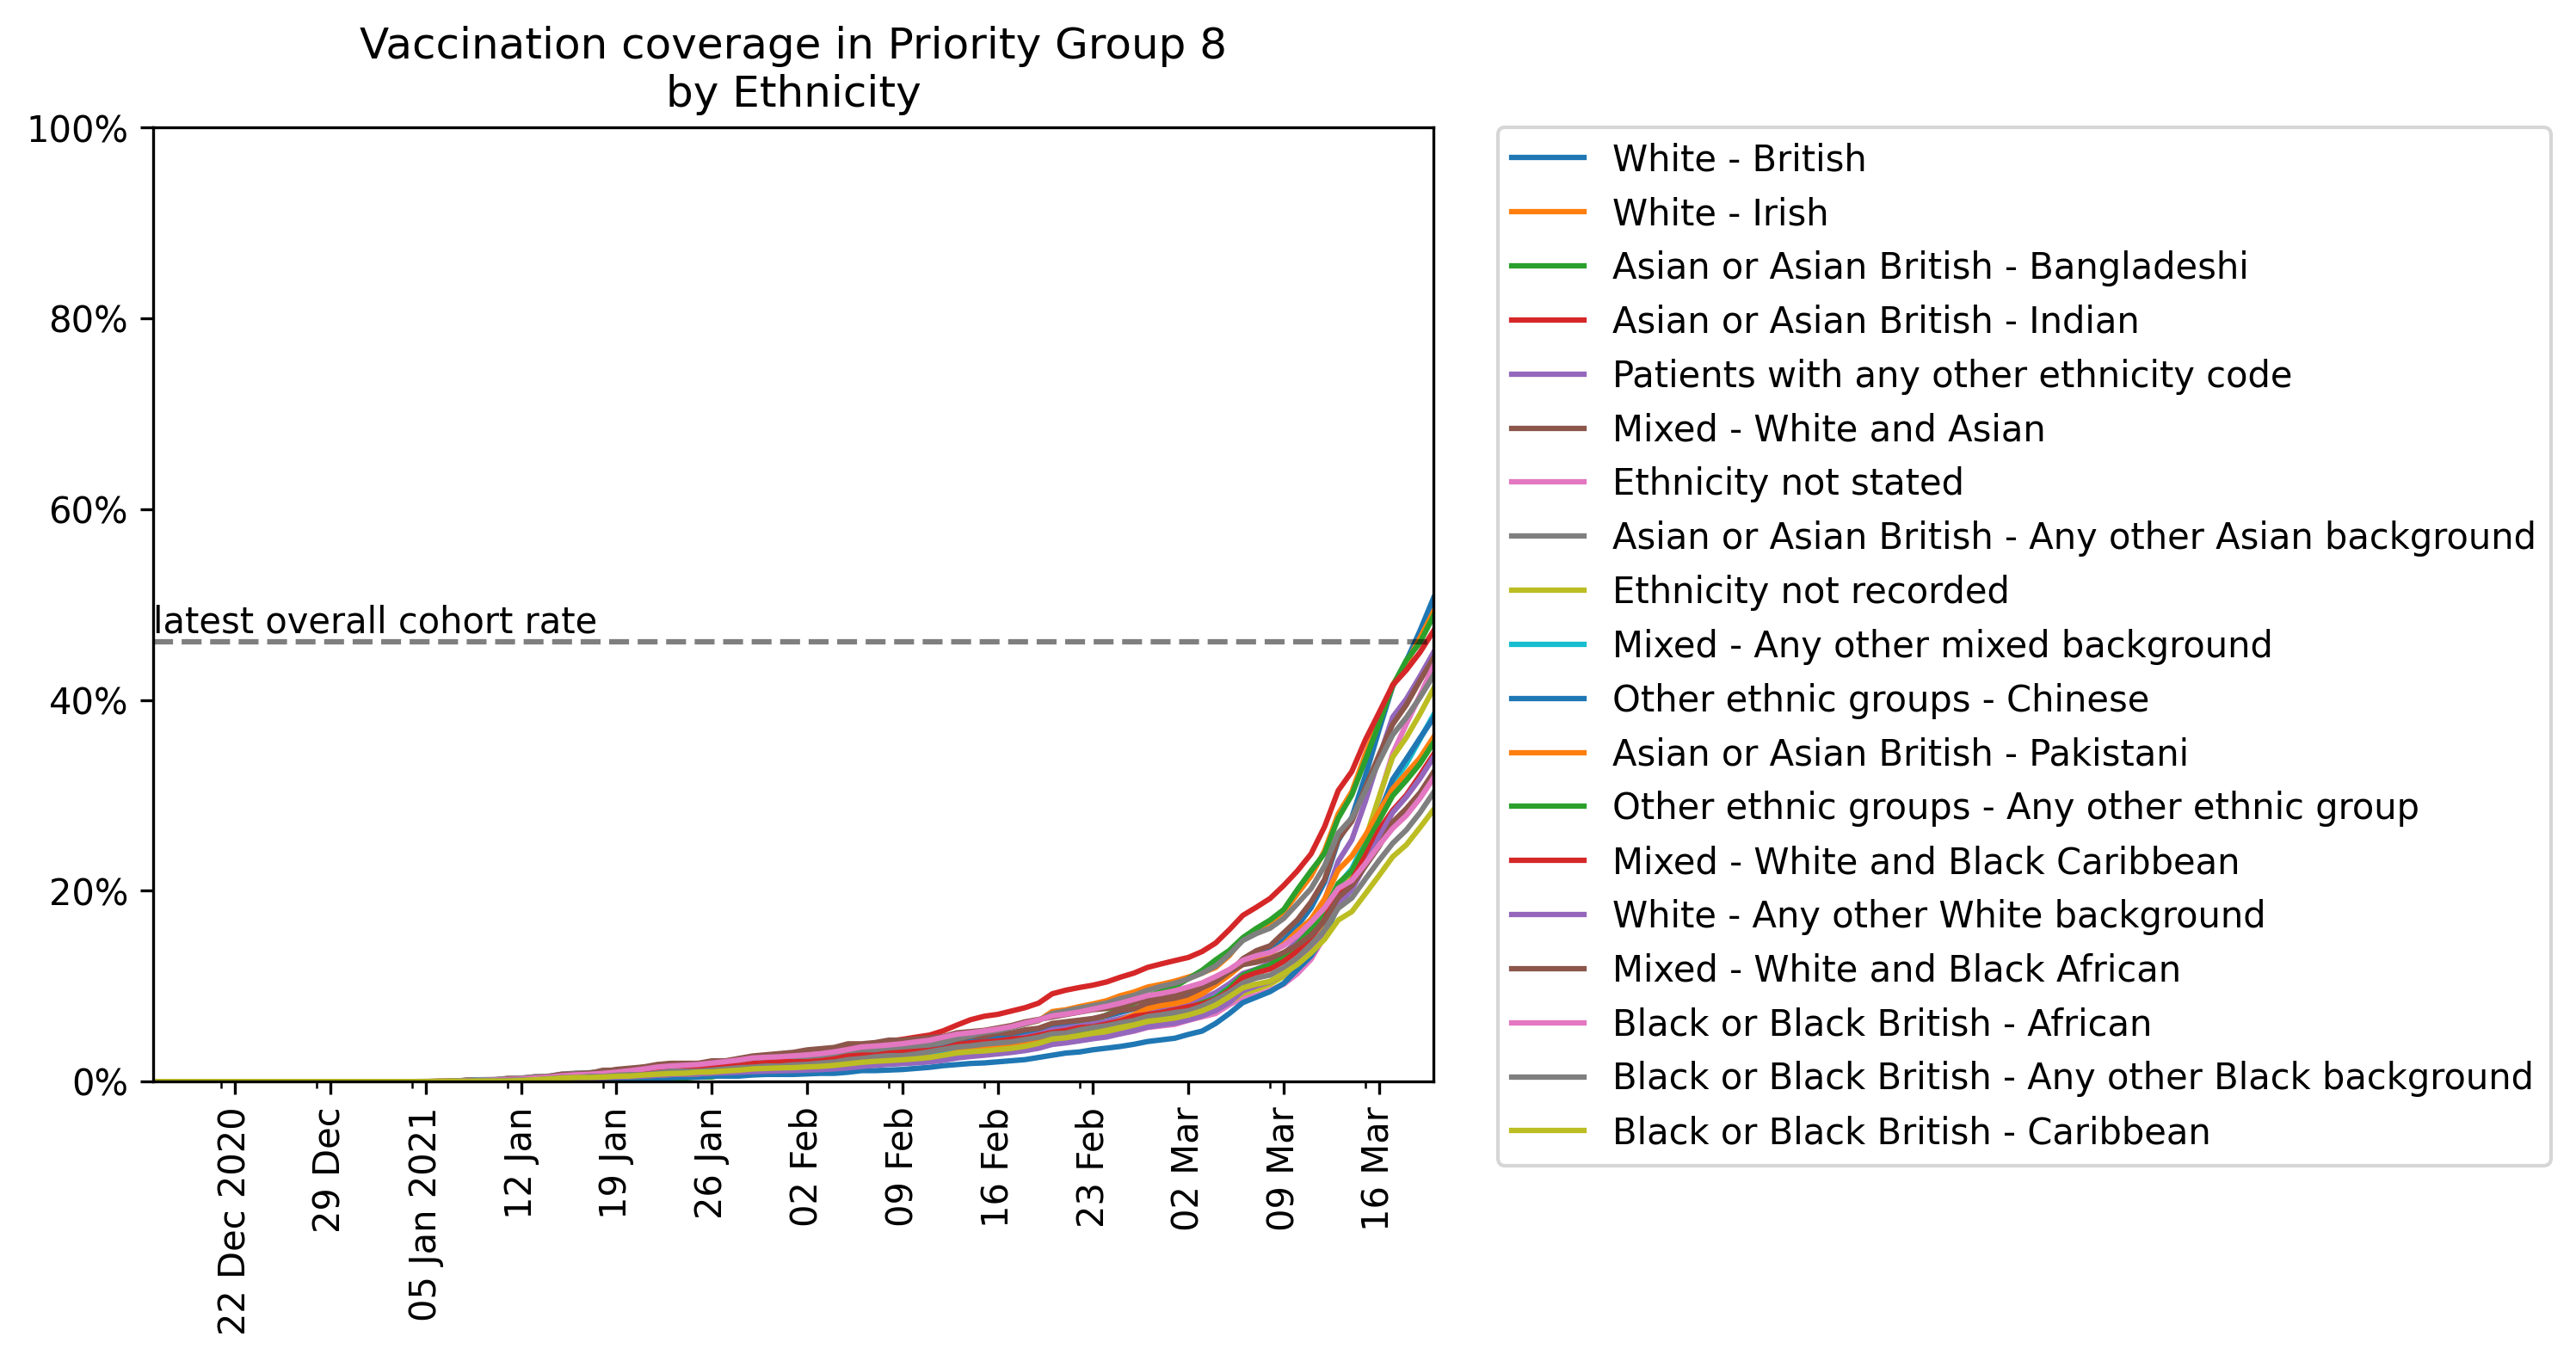 Vaccination coverage in Priority Group 8
by Ethnicity
100%
80%
60%
40%
20%
0%
latest overall cohort rate
22 Dec 2020
29 Dec
05 Jan 2021
12 Jan
19 Jan
26 Jan
02 Feb
09 Feb
16 Feb
23 Feb
02 Mar
09 Mar
16 Mar
White - British
White - Irish
Asian or Asian British - Bangladeshi
Asian or Asian British - Indian
Patients with any other ethnicity code
Mixed - White and Asian
Ethnicity not stated
Asian or Asian British - Any other Asian background
Ethnicity not recorded
Mixed - Any other mixed background
Other ethnic groups - Chinese
Asian or Asian British - Pakistani
Other ethnic groups - Any other ethnic group
Mixed - White and Black Caribbean
White - Any other White background
Mixed - White and Black African
Black or Black British - African
Black or Black British - Any other Black background
Black or Black British - Caribbean